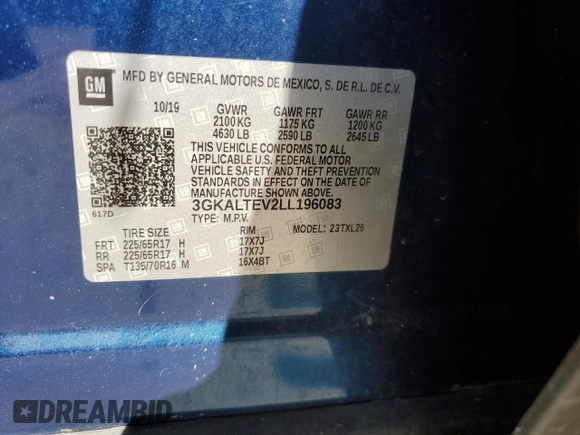 GM
MFD BY GENERAL MOTORS DE MEXICO, S. DE R.L. DE C.V.
10/19 GVWR GAWR FRT GAWR RR
2100 KG 1175 KG 1200 KG
4630 LB 2590 LB 2645 LB
THIS VEHICLE CONFORMS TO ALL
APPLICABLE U.S. FEDERAL MOTOR
VEHICLE SAFETY AND THEFT PREVENTION
STANDARDS IN EFFECT ON THE DATE OF
MANUFACTURE SHOWN ABOVE.
617D 3GKALTEV2LL196083
TYPE: M.P.V. MODEL: 23TXL26
TIRE SIZE RIM
FRT 225/65R17 H 17X7J
RR 225/65R17 H 17X7J
SPA T135/70R16 M 16X4BT
DREAMBID